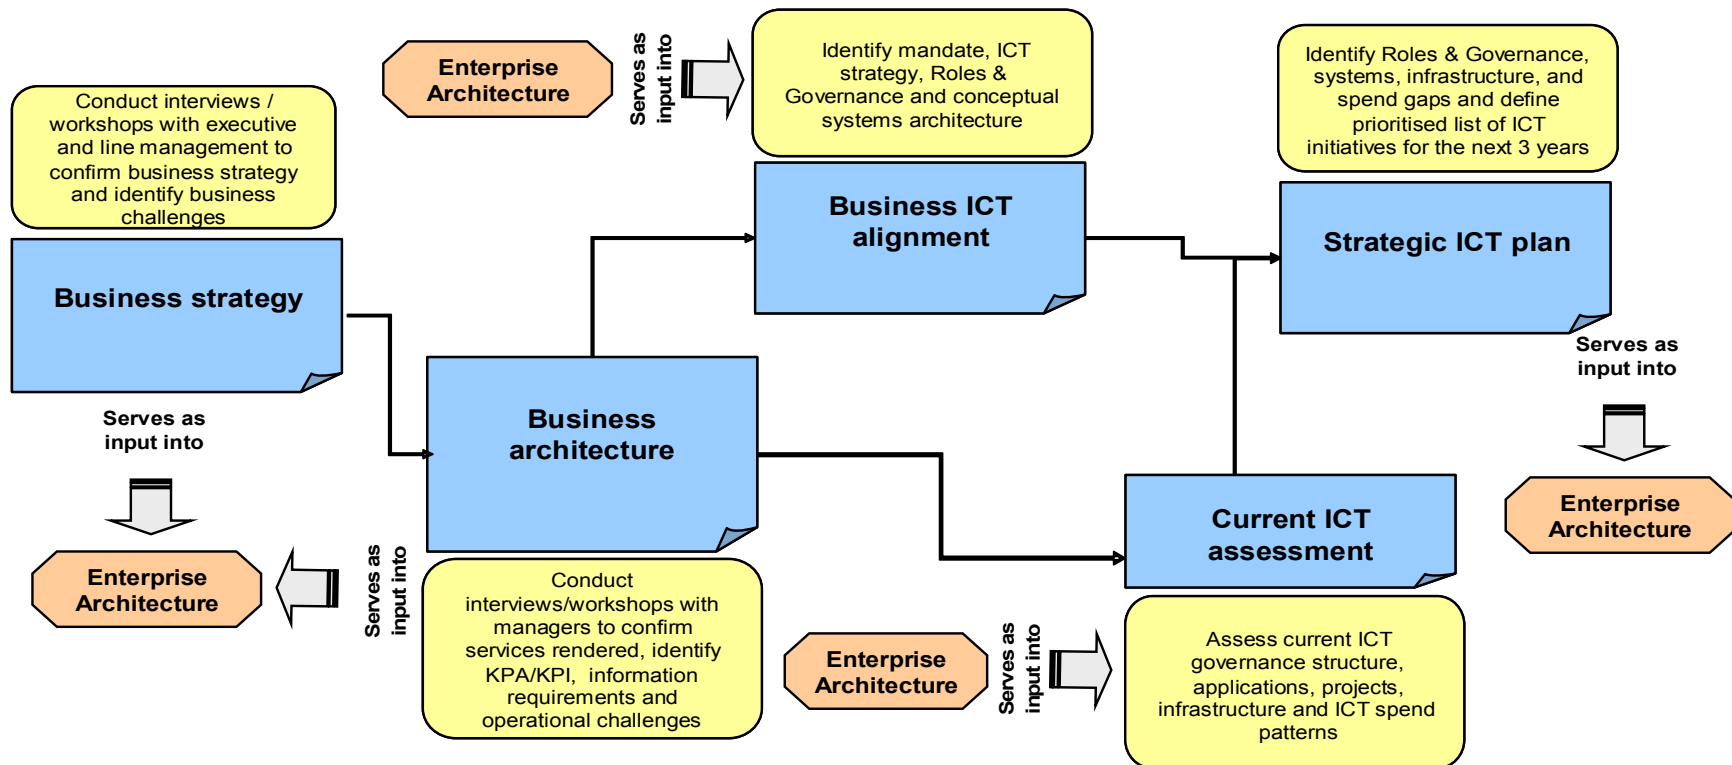 Conduct interviews /
workshops with executive
and line management to
confirm business strategy
and identify business
challenges
Business strategy
Serves as
input into
Enterprise
Architecture
Enterprise
Architecture
Serves as
input into
Identify mandate, ICT
strategy, Roles &
Governance and conceptual
systems architecture
Business ICT
alignment
Identify Roles & Governance,
systems, infrastructure, and
spend gaps and define
prioritised list of ICT
initiatives for the next 3 years
Strategic ICT plan
Serves as
input into
Enterprise
Architecture
Business
architecture
Serves as
input into
Conduct
interviews/workshops with
managers to confirm
services rendered, identify
KPA/KPI, information
requirements and
operational challenges
Current ICT
assessment
Enterprise
Architecture
Serves as
input into
Assess current ICT
governance structure,
applications, projects,
infrastructure and ICT spend
patterns